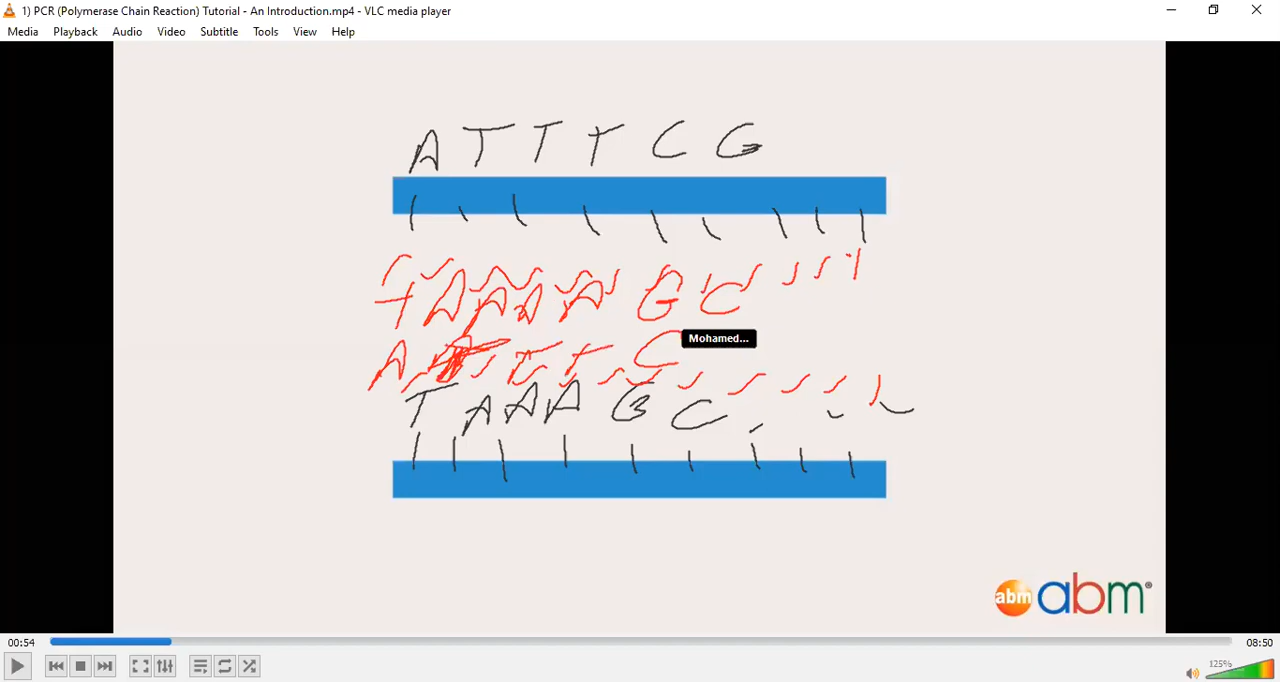 1) PCR (Polymerase Chain Reaction) Tutorial - An Introduction.mp4 - VLC media player
Media Playback Audio Video Subtitle Tools View Help
A T T T C G
T A A A A G C
Mohamed...
A T T T C
T A A A G C
abm abm®
00:54 08:50
125%